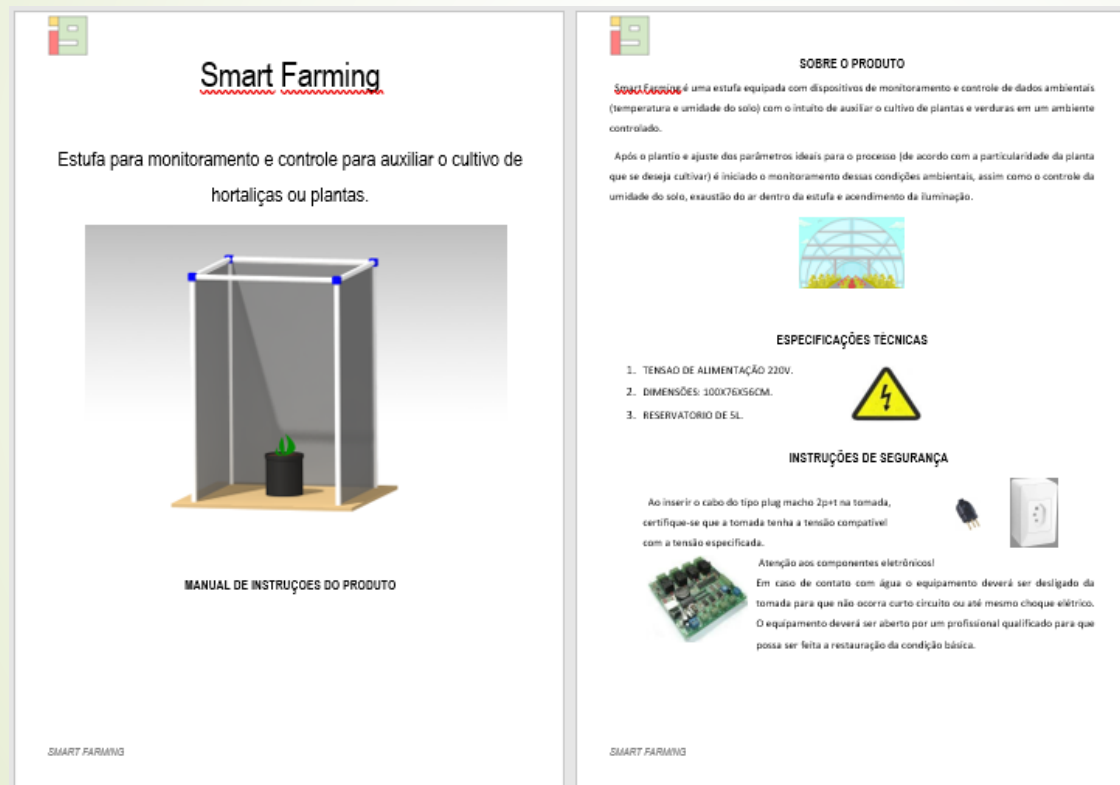 i9
Smart Farming
Estufa para monitoramento e controle para auxiliar o cultivo de
hortaliças ou plantas.
MANUAL DE INSTRUÇOES DO PRODUTO
SMART FARMING
i9
SOBRE O PRODUTO
Smart Farming é uma estufa equipada com dispositivos de monitoramento e controle de dados ambientais
(temperatura e umidade do solo) com o intuito de auxiliar o cultivo de plantas e verduras em um ambiente
controlado.
Após o plantio e ajuste dos parâmetros ideais para o processo (de acordo com a particularidade da planta
que se deseja cultivar) é iniciado o monitoramento dessas condições ambientais, assim como o controle da
umidade do solo, exaustão do ar dentro da estufa e acendimento da iluminação.
ESPECIFICAÇÕES TÉCNICAS
1. TENSAO DE ALIMENTAÇÃO 220V.
2. DIMENSÕES: 100X76X56CM.
3. RESERVATORIO DE 5L.
INSTRUÇÕES DE SEGURANÇA
Ao inserir o cabo do tipo plug macho 2p+t na tomada,
certifique-se que a tomada tenha a tensão compatível
com a tensão especificada.
Atenção aos componentes eletrônicos!
Em caso de contato com água o equipamento deverá ser desligado da
tomada para que não ocorra curto circuito ou até mesmo choque elétrico.
O equipamento deverá ser aberto por um profissional qualificado para que
possa ser feita a restauração da condição básica.
SMART FARMING